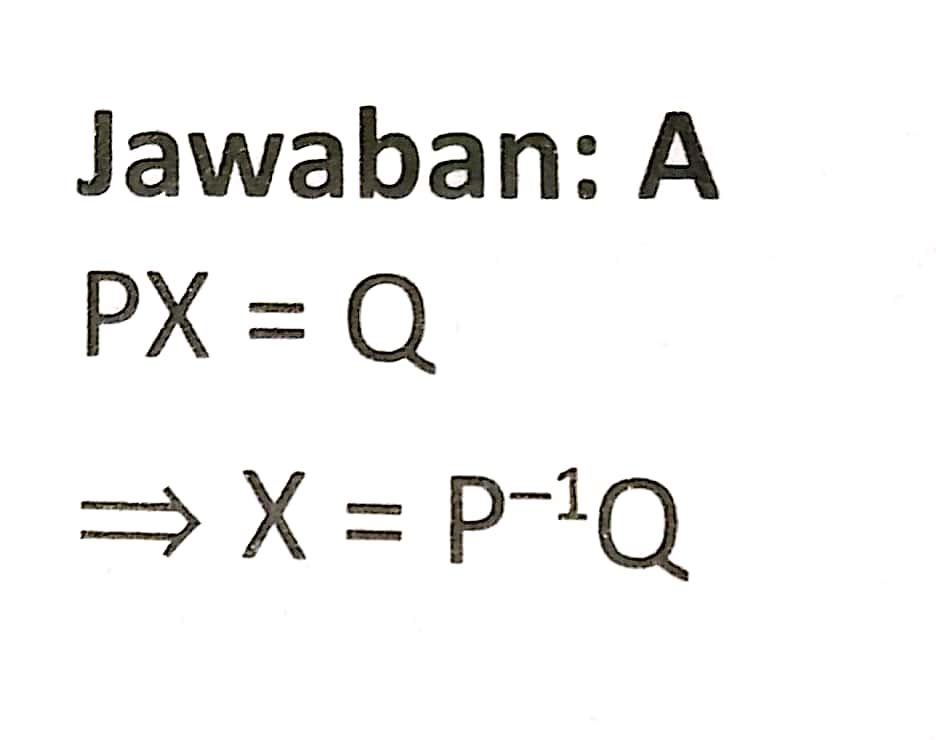 Jawaban: A
PX = Q
⟹ X = P⁻¹Q